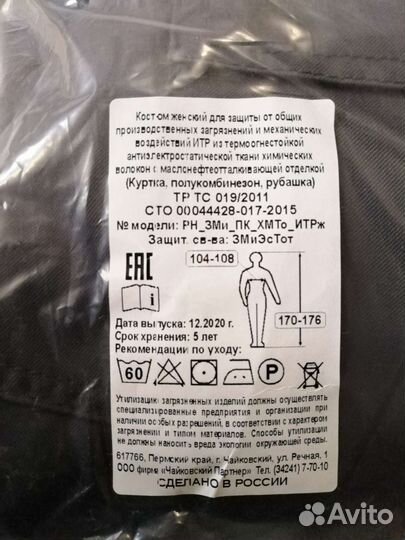 Костюм женский для защиты от общих
производственных загрязнений и механических
воздействий ИТР из термоогнестойкой
антиэлектростатической ткани химических
волокон с маслонефтеотталкивающей отделкой
(Куртка, полукомбинезон, рубашка)
ТР ТС 019/2011
СТО 00044428-017-2015
№ модели: РН_ЗМи_ПК_ХМТо_ИТРж
Защит. св-ва: ЗМиЭсТот
ЕАС
104-108
170-176
Дата выпуска: 12.2020 г.
Срок хранения: 5 лет
Рекомендации по уходу:
60 P
Утилизацию загрязненных изделий должны осуществлять
специализированные предприятия и организации при
наличии особых разрешений, в соответствии с характером
загрязнений и типом материалов. Способы утилизации
не должны наносить вреда экологии окружающей среды.
617766, Пермский край, г. Чайковский, ул. Речная, 1
ООО фирма «Чайковский Партнер» Тел. (34241) 7-70-10
СДЕЛАНО В РОССИИ
Avito